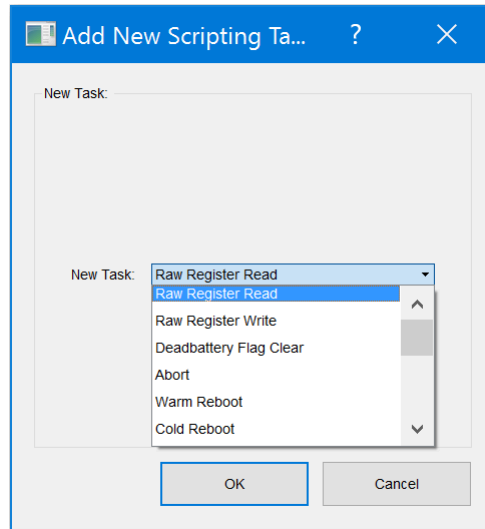 Add New Scripting Ta... ?
New Task:
New Task: Raw Register Read
Raw Register Read
Raw Register Write
Deadbattery Flag Clear
Abort
Warm Reboot
Cold Reboot
OK Cancel